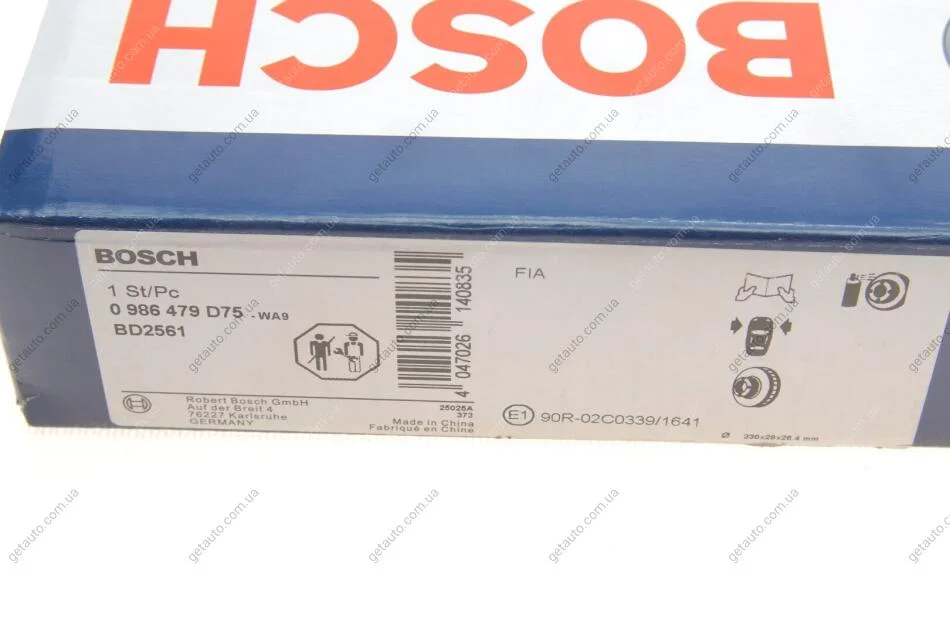 BOSCH
BOSCH
1 St/Pc
0 986 479 D75 - WA9
BD2561
Robert Bosch GmbH
Auf der Breit 4
76227 Karlsruhe
GERMANY
4 047026 140835
25025A
373
Made in China
Fabriqué en Chine
FIA
E1 90R-02C0339/1641
Ø 330x28x26.4 mm
getauto.com.ua